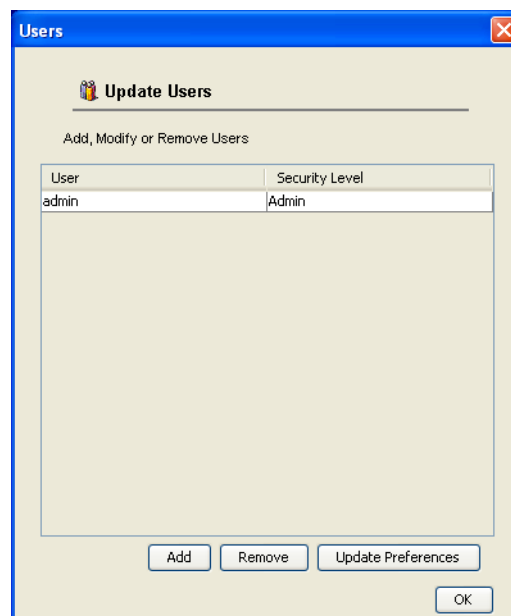 Users
Update Users
Add, Modify or Remove Users
User Security Level
admin Admin
Add Remove Update Preferences
OK